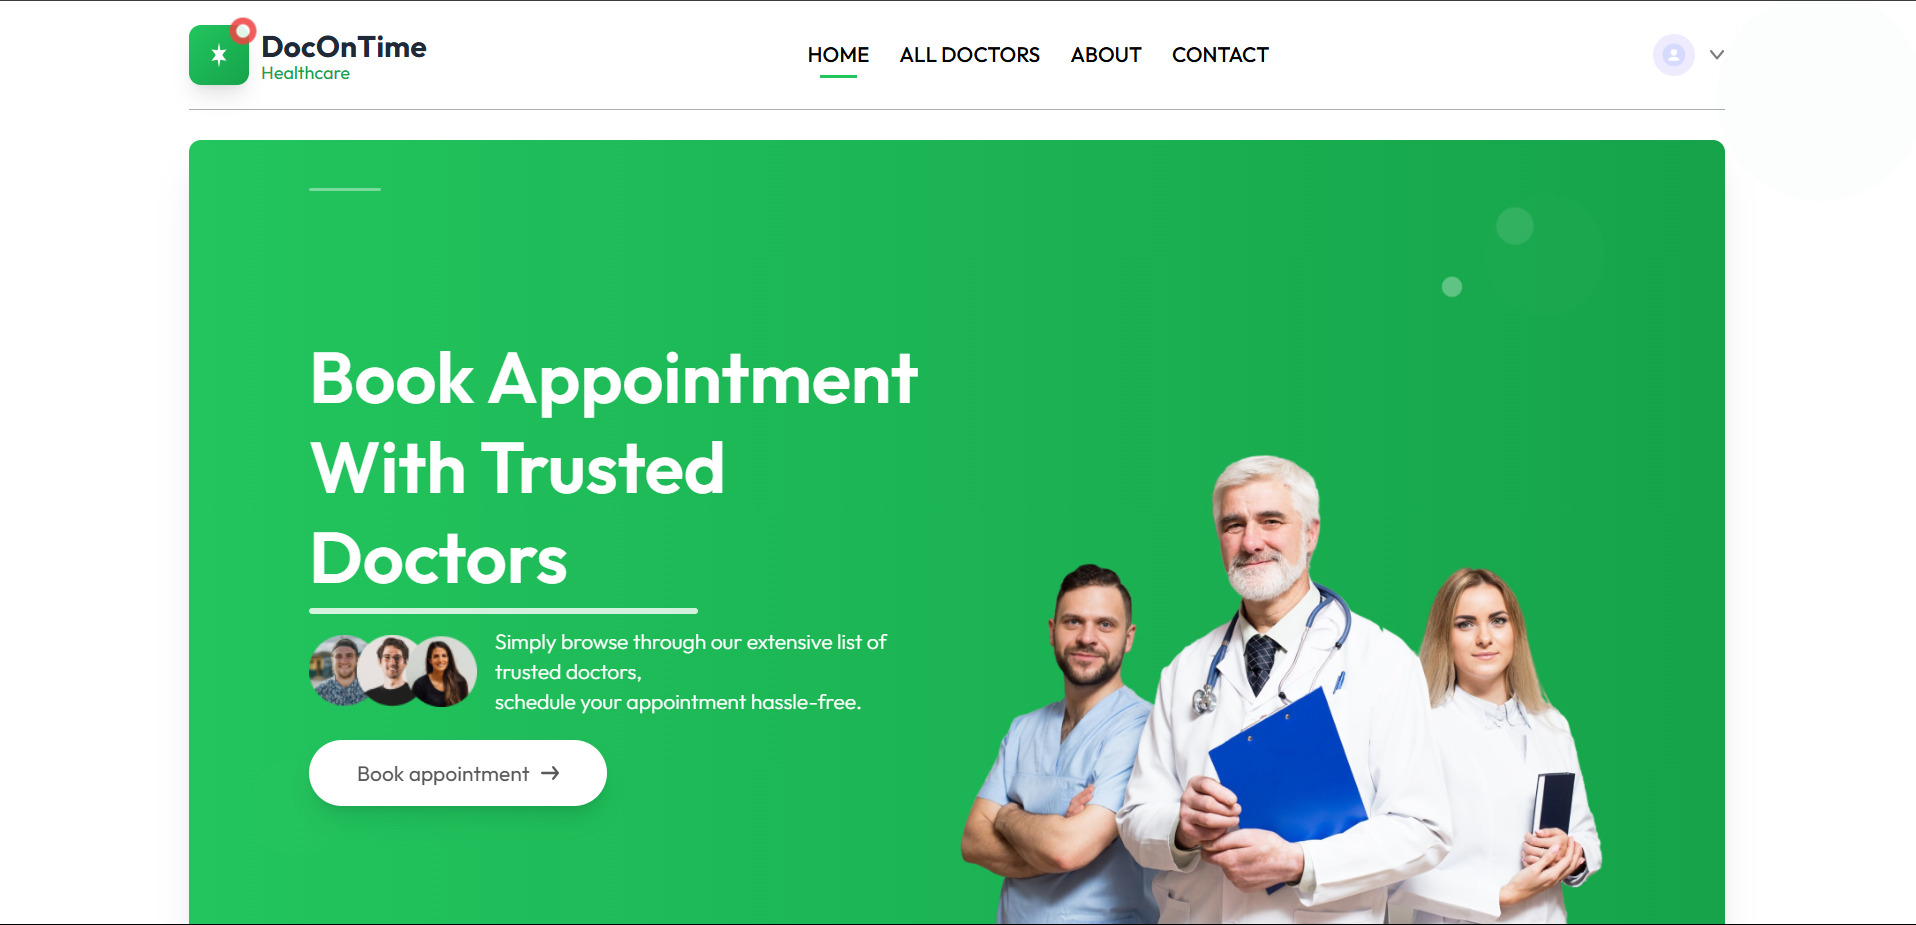 DocOnTime
Healthcare
HOME
ALL DOCTORS
ABOUT
CONTACT
Book Appointment
With Trusted
Doctors
Simply browse through our extensive list of
trusted doctors,
schedule your appointment hassle-free.
Book appointment →